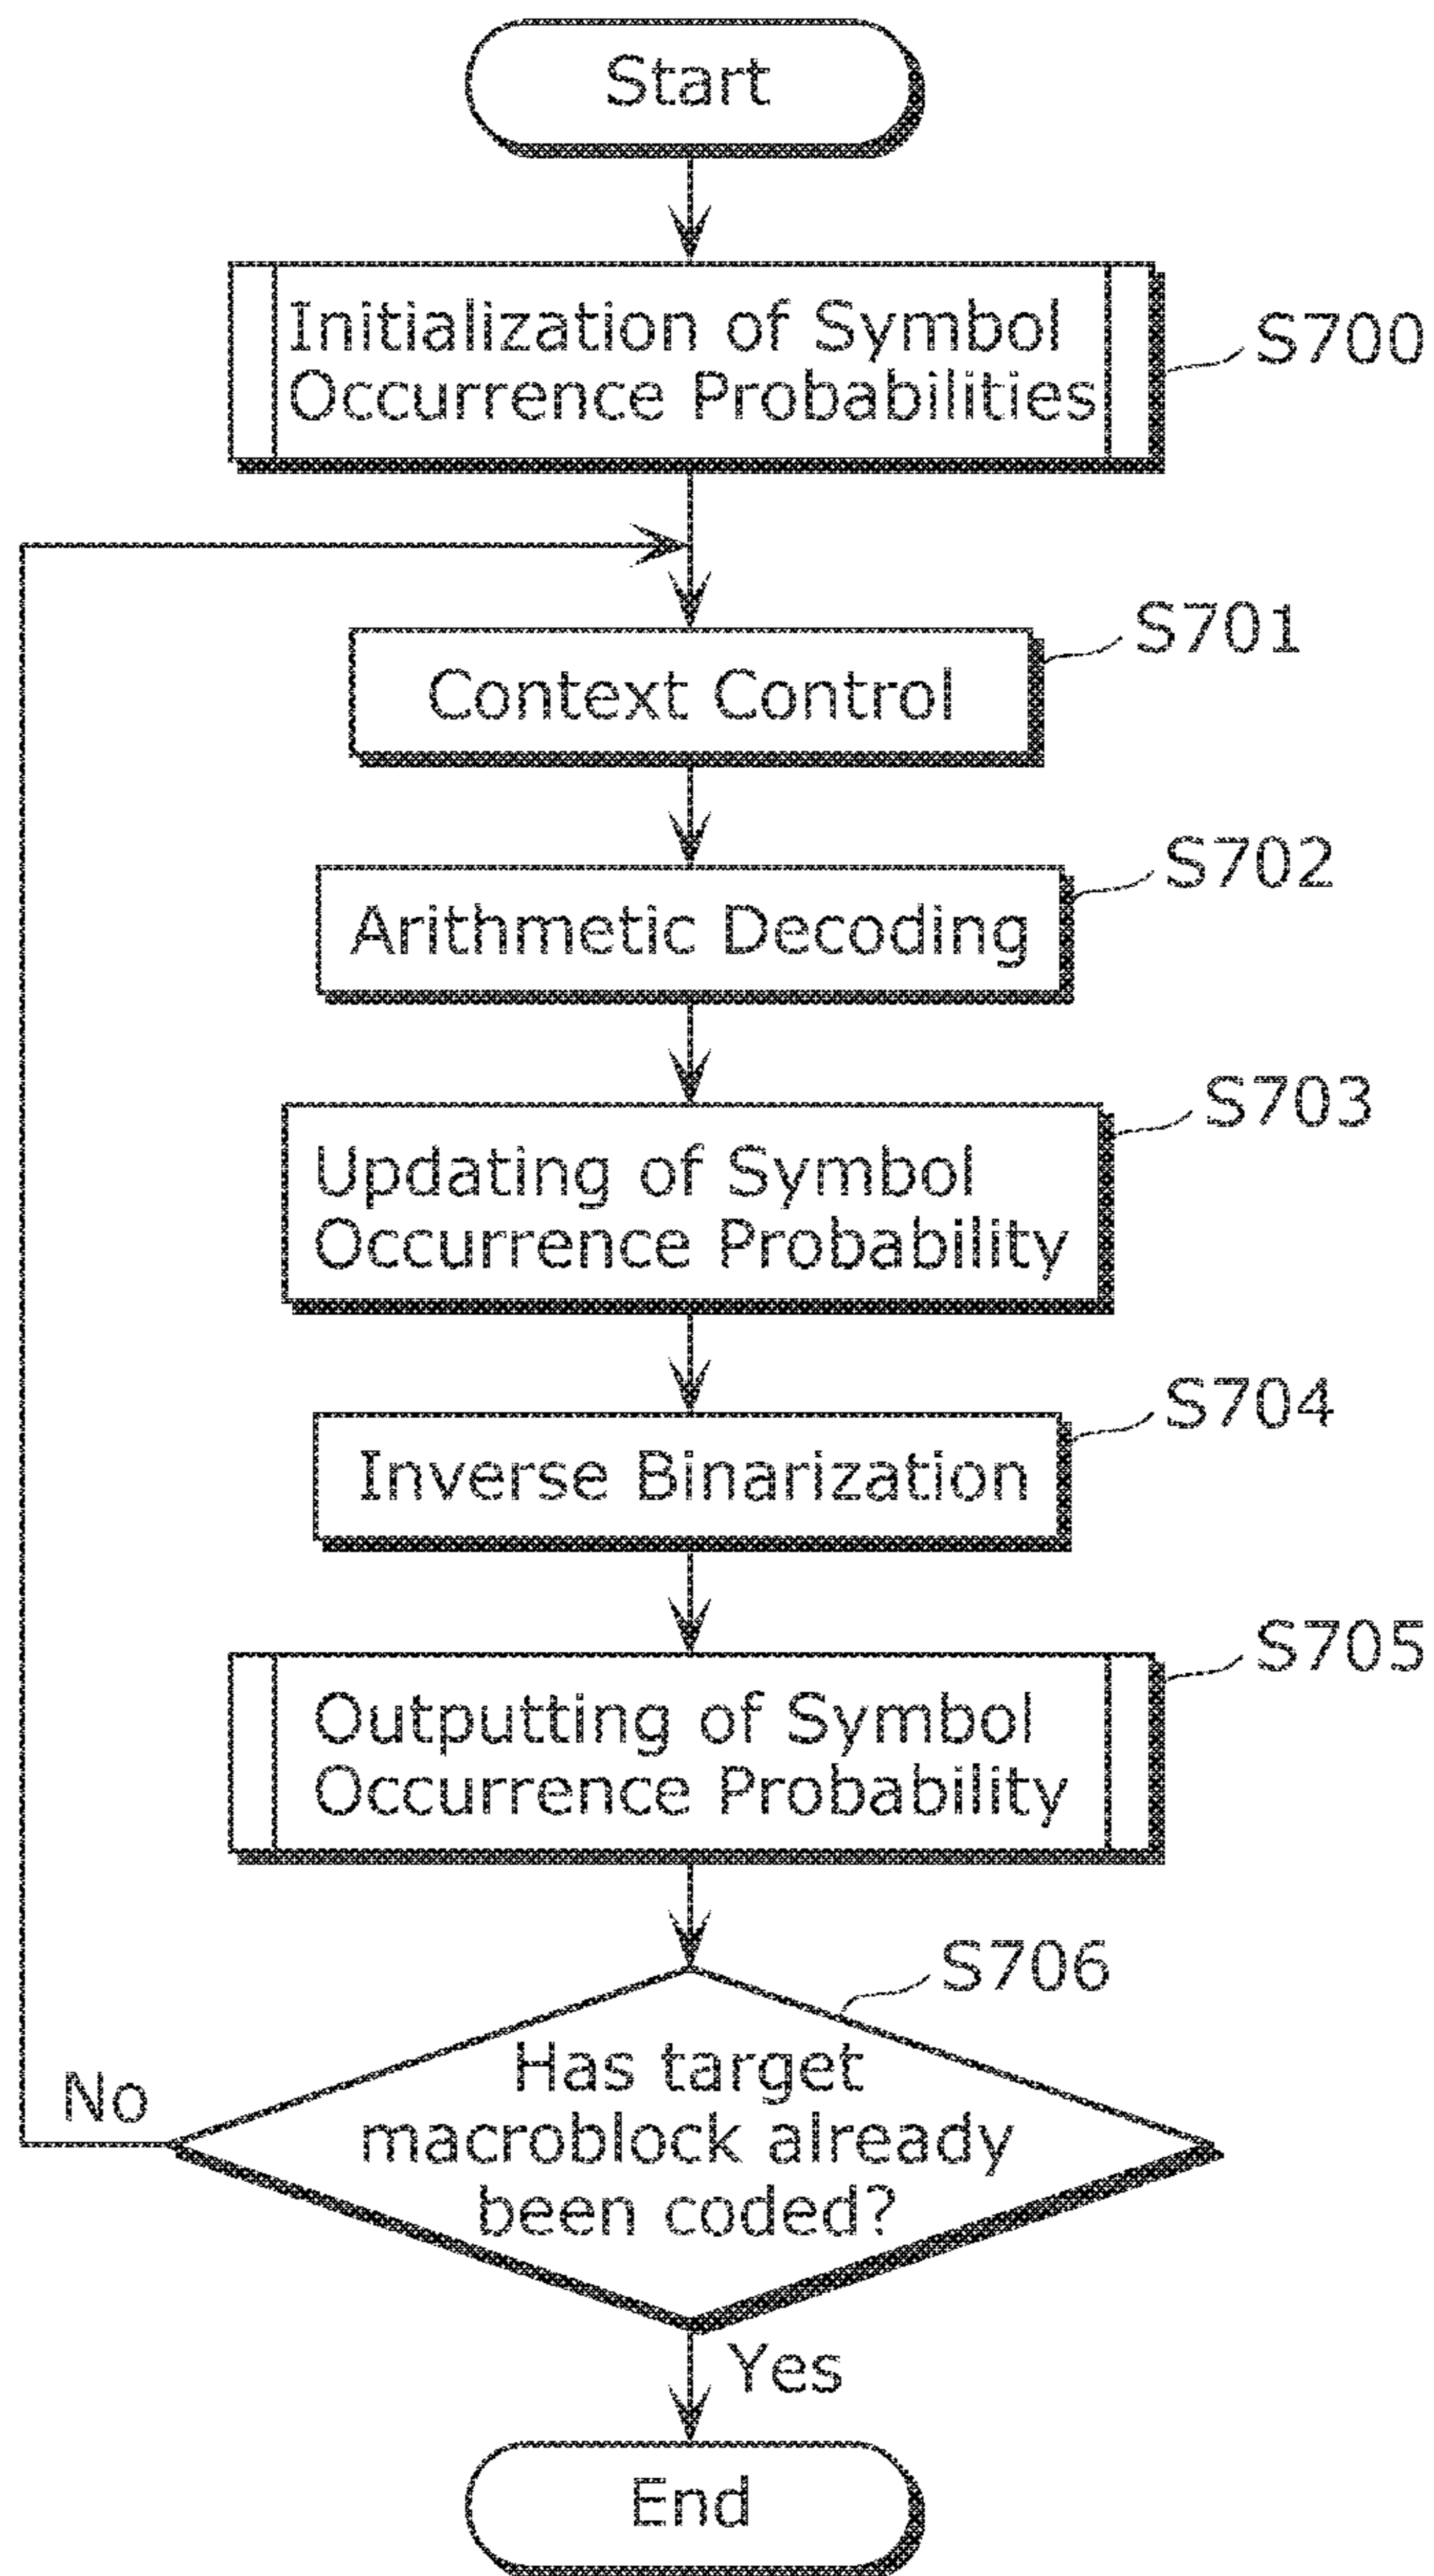 Start
Initialization of Symbol
Occurrence Probabilities
S700
Context Control
S701
Arithmetic Decoding
S702
Updating of Symbol
Occurrence Probability
S703
Inverse Binarization
S704
Outputting of Symbol
Occurrence Probability
S705
S706
Has target
macroblock already
been coded?
No
Yes
End